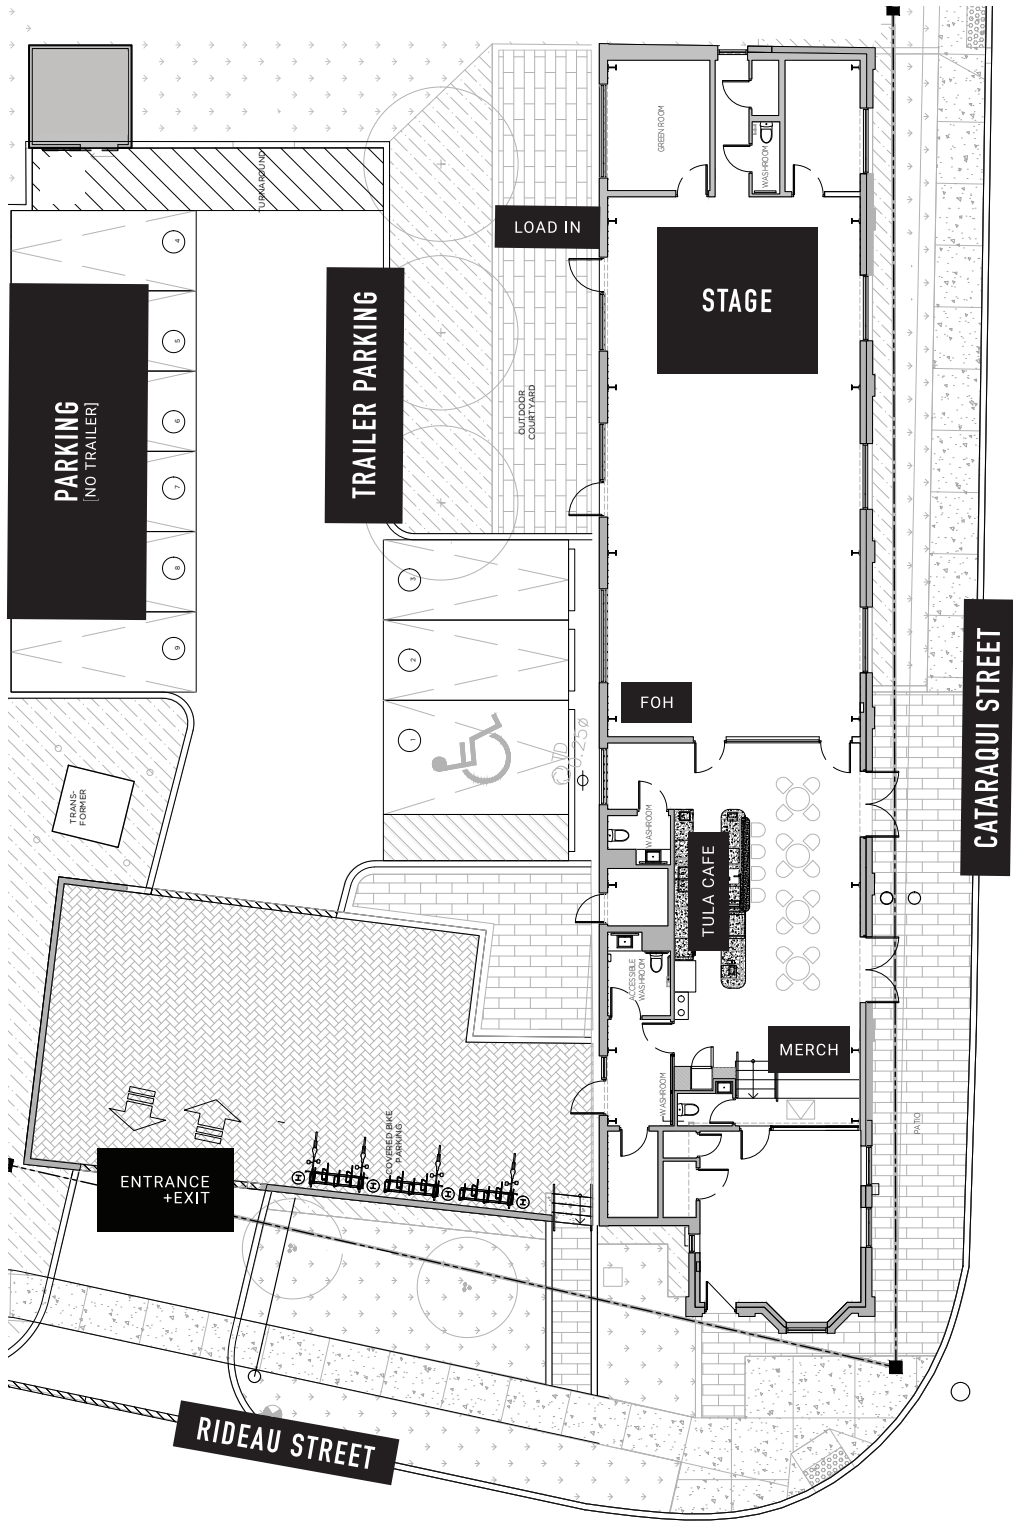 GREEN ROOM
WASHROOM
TURNAROUND
LOAD IN
STAGE
4
5
6
7
8
9
PARKING
[NO TRAILER]
TRAILER PARKING
OUTDOOR
COURTYARD
3
2
1
FOH
CATARAQUI STREET
TRANS-
FORMER
WASHROOM
TULA CAFE
ACCESSIBLE
WASHROOM
MERCH
WASHROOM
PATIO
COVERED BIKE
PARKING
ENTRANCE
+EXIT
H
H
H
H
RIDEAU STREET